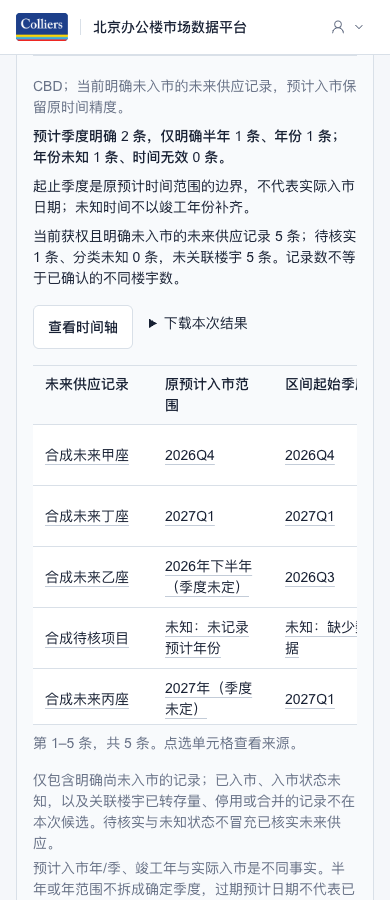 Colliers
北京办公楼市场数据平台
CBD；当前明确未入市的未来供应记录，预计入市保
留原时间精度。
预计季度明确 2 条，仅明确半年 1 条、年份 1 条；
年份未知 1 条、时间无效 0 条。
起止季度是原预计时间范围的边界，不代表实际入市
日期；未知时间不以竣工年份补齐。
当前获权且明确未入市的未来供应记录 5 条；待核实
1 条、分类未知 0 条，未关联楼宇 5 条。记录数不等
于已确认的不同楼宇数。
查看时间轴
▶ 下载本次结果
未来供应记录
原预计入市范
围
区间起始季
合成未来甲座
2026Q4
2026Q4
合成未来丁座
2027Q1
2027Q1
合成未来乙座
2026年下半年
（季度未定）
2026Q3
合成待核项目
未知：未记录
预计年份
未知：缺少
据
合成未来丙座
2027年（季度
未定）
2027Q1
第 1–5 条，共 5 条。点选单元格查看来源。
仅包含明确尚未入市的记录；已入市、入市状态未
知，以及关联楼宇已转存量、停用或合并的记录不在
本次候选。待核实与未知状态不冒充已核实未来供
应。
预计入市年/季、竣工年与实际入市是不同事实。半
年或年范围不拆成确定季度，过期预计日期不代表已